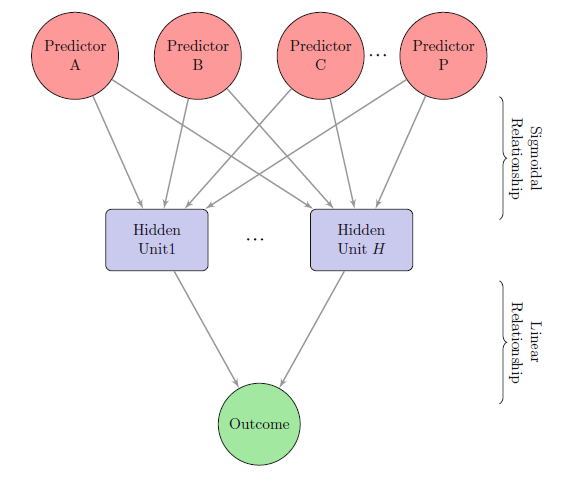 Predictor
A
Predictor
B
Predictor
C
...
Predictor
P
Sigmoidal
Relationship
Hidden
Unit1
...
Hidden
Unit H
Linear
Relationship
Outcome